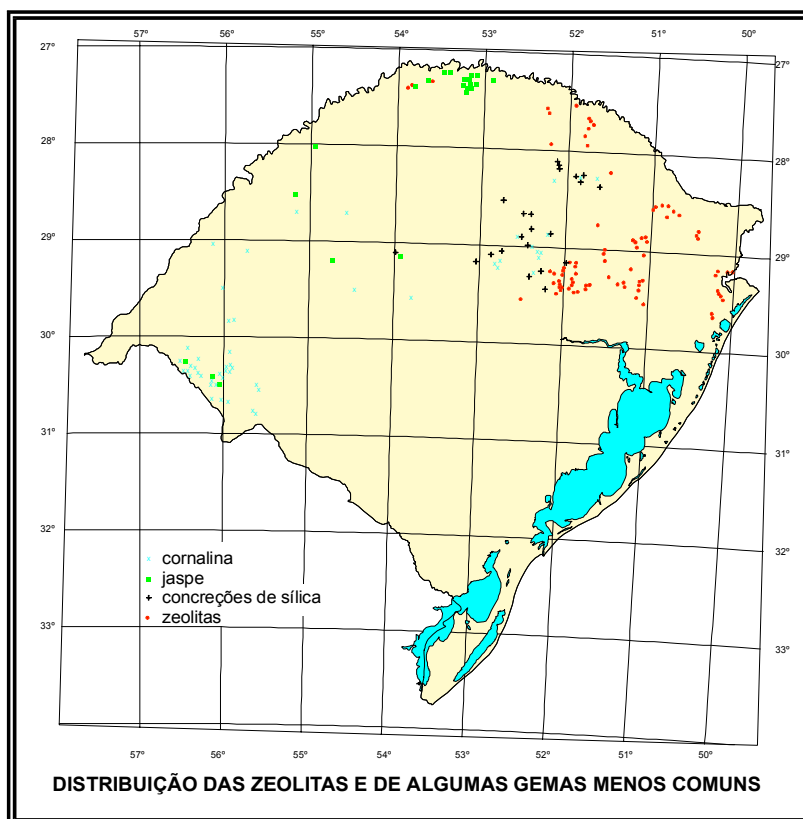 57° 56° 55° 54° 53° 52° 51° 50°
27° 27°
28° 28°
29° 29°
30° 30°
31° 31°
32° 32°
33° 33°
cornalina
jaspe
concreções de sílica
zeolitas
57° 56° 55° 54° 53° 52° 51° 50°
DISTRIBUIÇÃO DAS ZEOLITAS E DE ALGUMAS GEMAS MENOS COMUNS